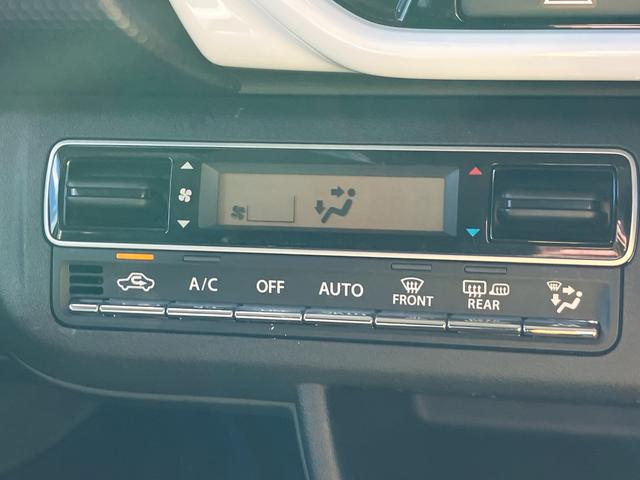 A/C OFF AUTO FRONT REAR